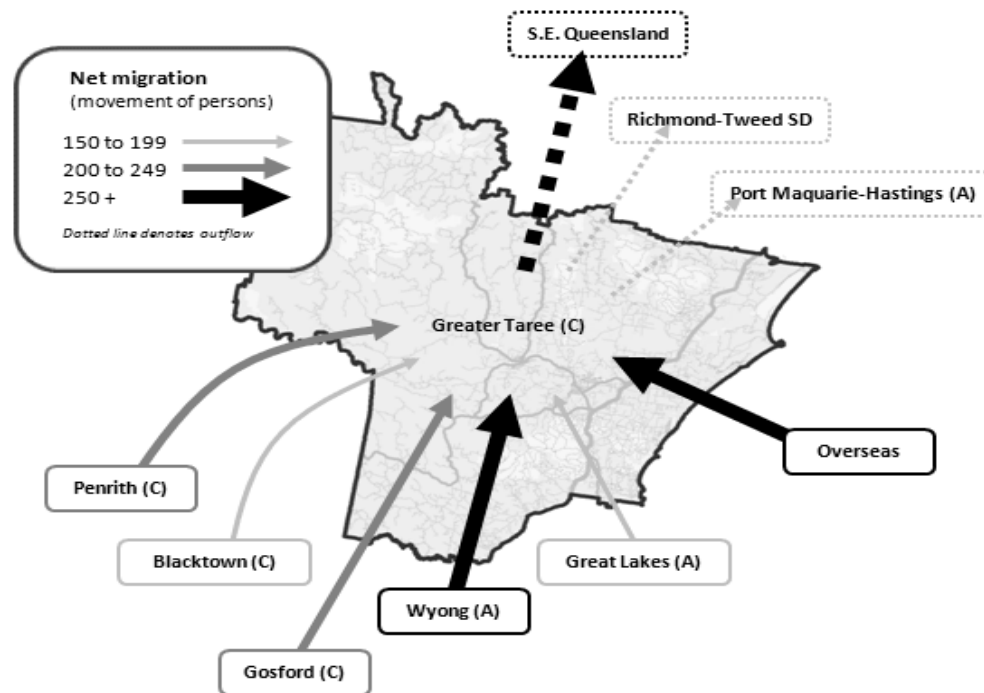 S.E. Queensland
Net migration
(movement of persons)
150 to 199
200 to 249
250 +
Dotted line denotes outflow
Richmond-Tweed SD
Port Maquarie-Hastings (A)
Greater Taree (C)
Overseas
Penrith (C)
Blacktown (C)
Great Lakes (A)
Wyong (A)
Gosford (C)